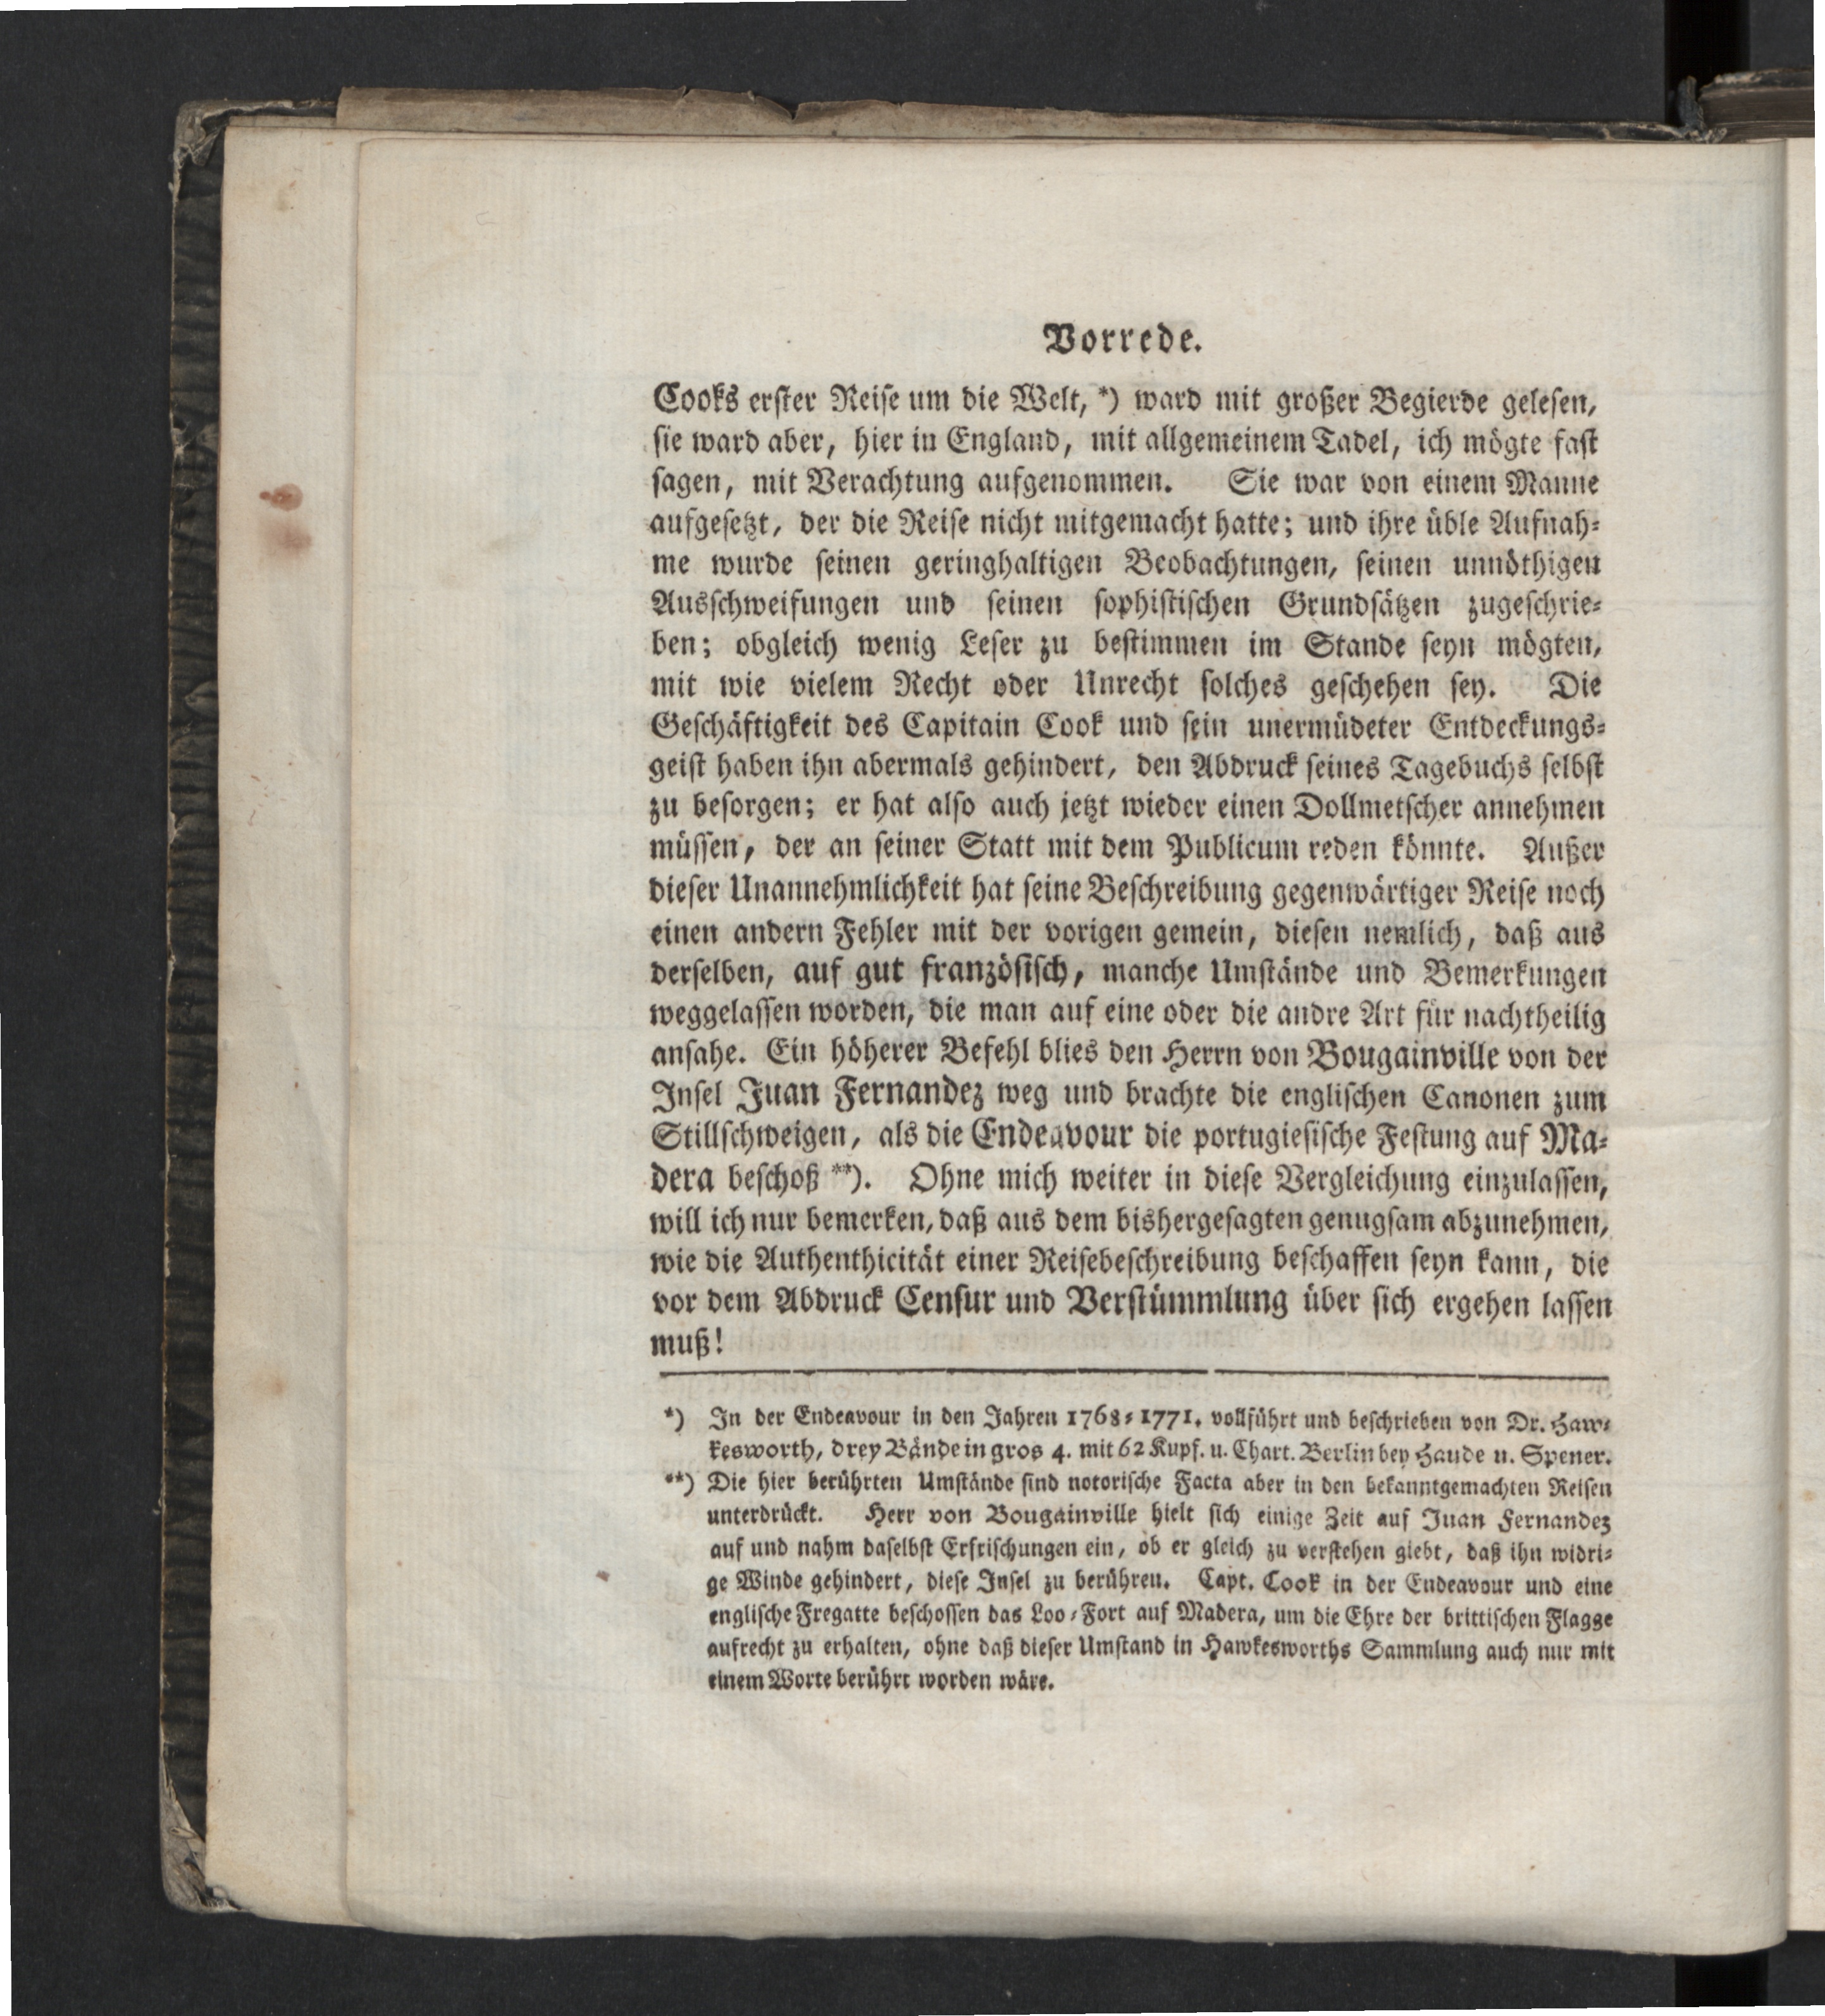 Vorrede.
Cooks erster Reise um die Welt, *) ward mit großer Begierde gelesen,
sie ward aber, hier in England, mit allgemeinem Tadel, ich mögte fast
sagen, mit Verachtung aufgenommen. Sie war von einem Manne
aufgesetzt, der die Reise nicht mitgemacht hatte; und ihre üble Aufnah⸗
me wurde seinen geringhaltigen Beobachtungen, seinen unnöthigen
Ausschweifungen und seinen sophistischen Grundsätzen zugeschrie⸗
ben; obgleich wenig Leser zu bestimmen im Stande seyn mögten,
mit wie vielem Recht oder Unrecht solches geschehen sey. Die
Geschäftigkeit des Capitain Cook und sein unermüdeter Entdeckungs⸗
geist haben ihn abermals gehindert, den Abdruck seines Tagebuchs selbst
zu besorgen; er hat also auch jetzt wieder einen Dollmetscher annehmen
müssen, der an seiner Statt mit dem Publicum reden könnte. Außer
dieser Unannehmlichkeit hat seine Beschreibung gegenwärtiger Reise noch
einen andern Fehler mit der vorigen gemein, diesen nemlich, daß aus
derselben, auf gut französisch, manche Umstände und Bemerkungen
weggelassen worden, die man auf eine oder die andre Art für nachtheilig
ansahe. Ein höherer Befehl blies den Herrn von Bougainville von der
Insel Juan Fernandez weg und brachte die englischen Canonen zum
Stillschweigen, als die Endeavour die portugiesische Festung auf Ma⸗
dera beschoß **). Ohne mich weiter in diese Vergleichung einzulassen,
will ich nur bemerken, daß aus dem bishergesagten genugsam abzunehmen,
wie die Authenthicität einer Reisebeschreibung beschaffen seyn kann, die
vor dem Abdruck Censur und Verstümmlung über sich ergehen lassen
muß!
*) In der Endeavour in den Jahren 1768⸗1771. vollführt und beschrieben von Dr. Haw⸗
kesworth, drey Bände in gros 4. mit 62 Kupf. u. Chart. Berlin bey Haude u. Spener.
**) Die hier berührten Umstände sind notorische Facta aber in den bekanntgemachten Reisen
unterdrückt. Herr von Bougainville hielt sich einige Zeit auf Juan Fernandez
auf und nahm daselbst Erfrischungen ein, ob er gleich zu verstehen giebt, daß ihn widri⸗
ge Winde gehindert, diese Insel zu berühren. Capt. Cook in der Endeavour und eine
englische Fregatte beschossen das Loo⸗Fort auf Madera, um die Ehre der brittischen Flagge
aufrecht zu erhalten, ohne daß dieser Umstand in Hawkesworths Sammlung auch nur mit
einem Worte berührt worden wäre.